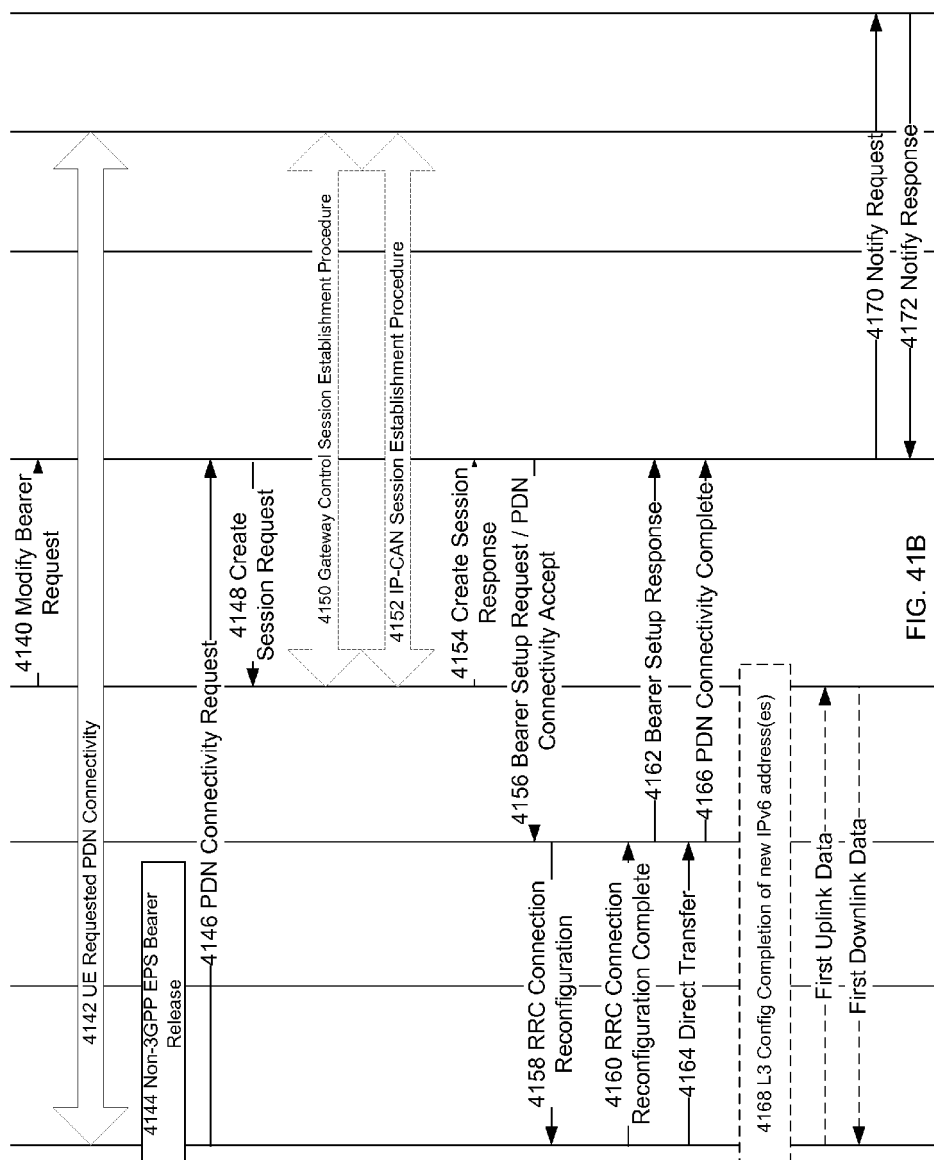 4140 Modify Bearer
Request
4142 UE Requested PDN Connectivity
4144 Non-3GPP EPS Bearer
Release
4146 PDN Connectivity Request
4148 Create
Session Request
4150 Gateway Control Session Establishment Procedure
4152 IP-CAN Session Establishment Procedure
4154 Create Session
Response
4156 Bearer Setup Request / PDN
Connectivity Accept
4158 RRC Connection
Reconfiguration
4160 RRC Connection
Reconfiguration Complete
4162 Bearer Setup Response
4164 Direct Transfer
4166 PDN Connectivity Complete
4168 L3 Config Completion of new IPv6 address(es)
First Uplink Data
First Downlink Data
4170 Notify Request
4172 Notify Response
FIG. 41B